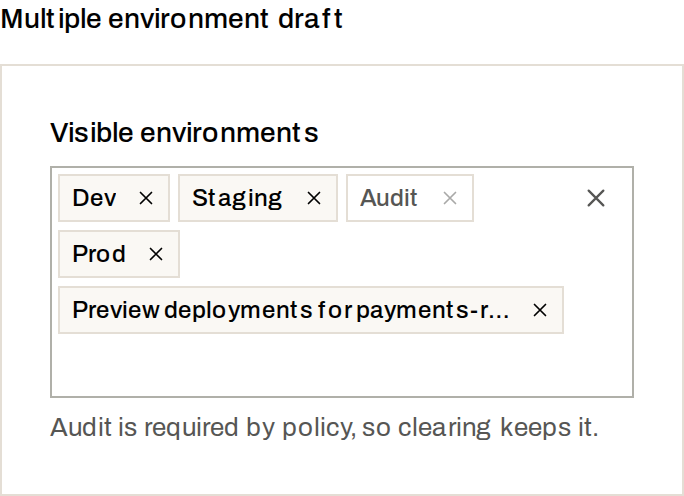 Multiple environment draft
Visible environments
Dev Staging Audit
Prod
Preview deployments for payments-r...
Audit is required by policy, so clearing keeps it.